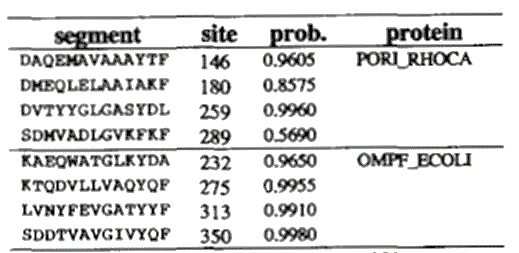 segment site prob. protein
DAQEMAVAAAYTF 146 0.9605 PORI_RHOCA
DMEQLELAAIAKF 180 0.8575
DVTYYGLGASYDL 259 0.9960
SDMVADLGVKFKF 289 0.5690
KAEQWATGLKYDA 232 0.9650 OMPF_ECOLI
KTQDVLLVAQYQF 275 0.9955
LVNYFEVGATYYF 313 0.9910
SDDTVAVGIVYQF 350 0.9980